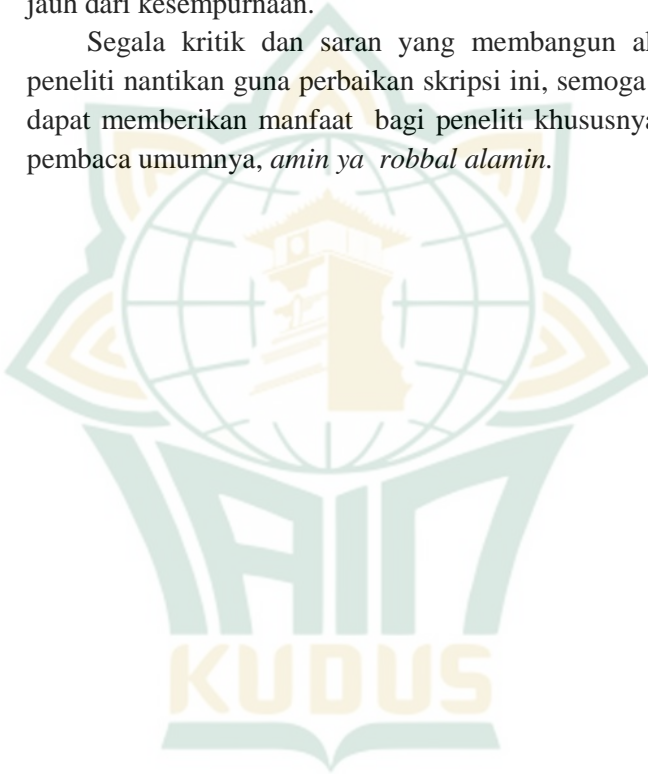 jauh dari kesempurnaan.
Segala kritik dan saran yang membangun
peneliti nantikan guna perbaikan skripsi ini, semoga
dapat memberikan manfaat bagi peneliti khususnya
pembaca umumnya, amin ya robbal alamin.
IAIN
KUDUS